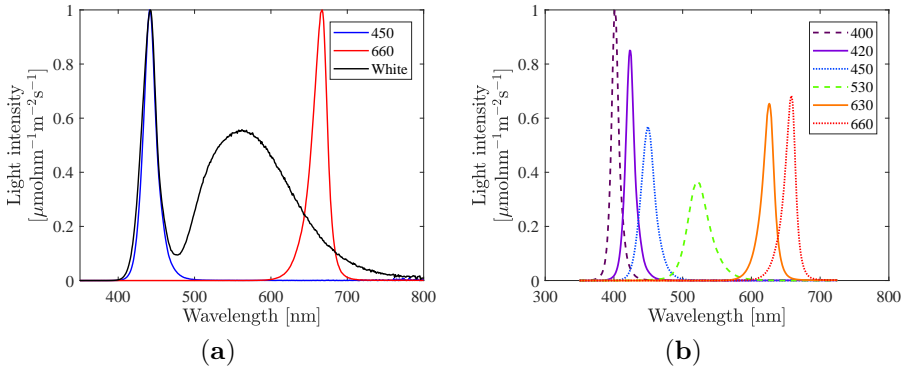 1
0.8
0.6
0.4
0.2
0
Light intensity
[μmolnm⁻¹m⁻²s⁻¹]
400 500 600 700 800
Wavelength [nm]
450
660
White
(a)
1
0.8
0.6
0.4
0.2
0
Light intensity
[μmolnm⁻¹m⁻²s⁻¹]
300 400 500 600 700 800
Wavelength [nm]
400
420
450
530
630
660
(b)